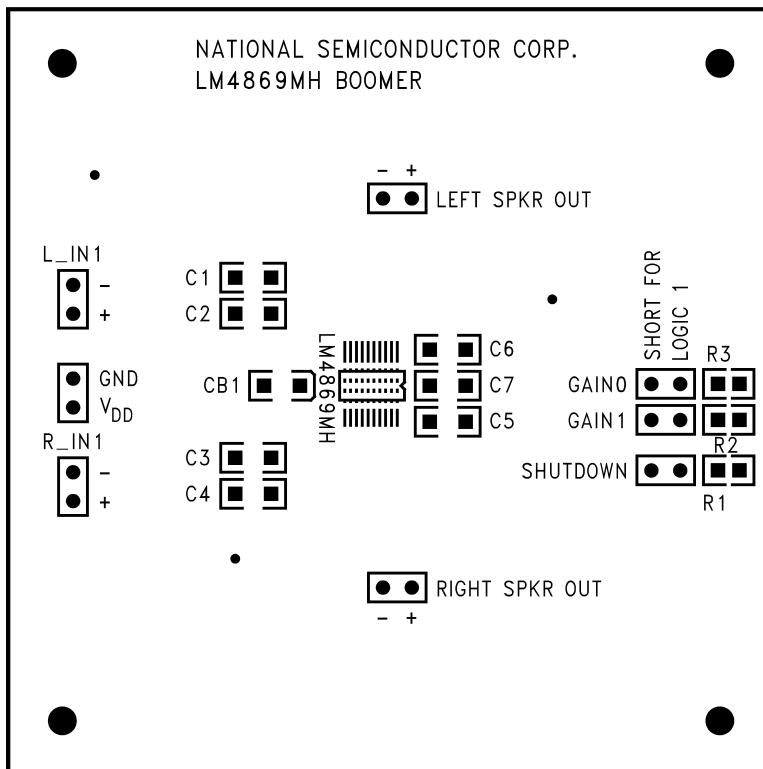 NATIONAL SEMICONDUCTOR CORP.
LM4869MH BOOMER
- +
LEFT SPKR OUT
L_IN1
-
+
C1
C2
SHORT FOR
LOGIC 1
LM4869MH
C6
R3
GND
CB1
C7
GAIN0
VDD
C5
GAIN1
R_IN1
R2
-
C3
SHUTDOWN
+
C4
R1
RIGHT SPKR OUT
- +